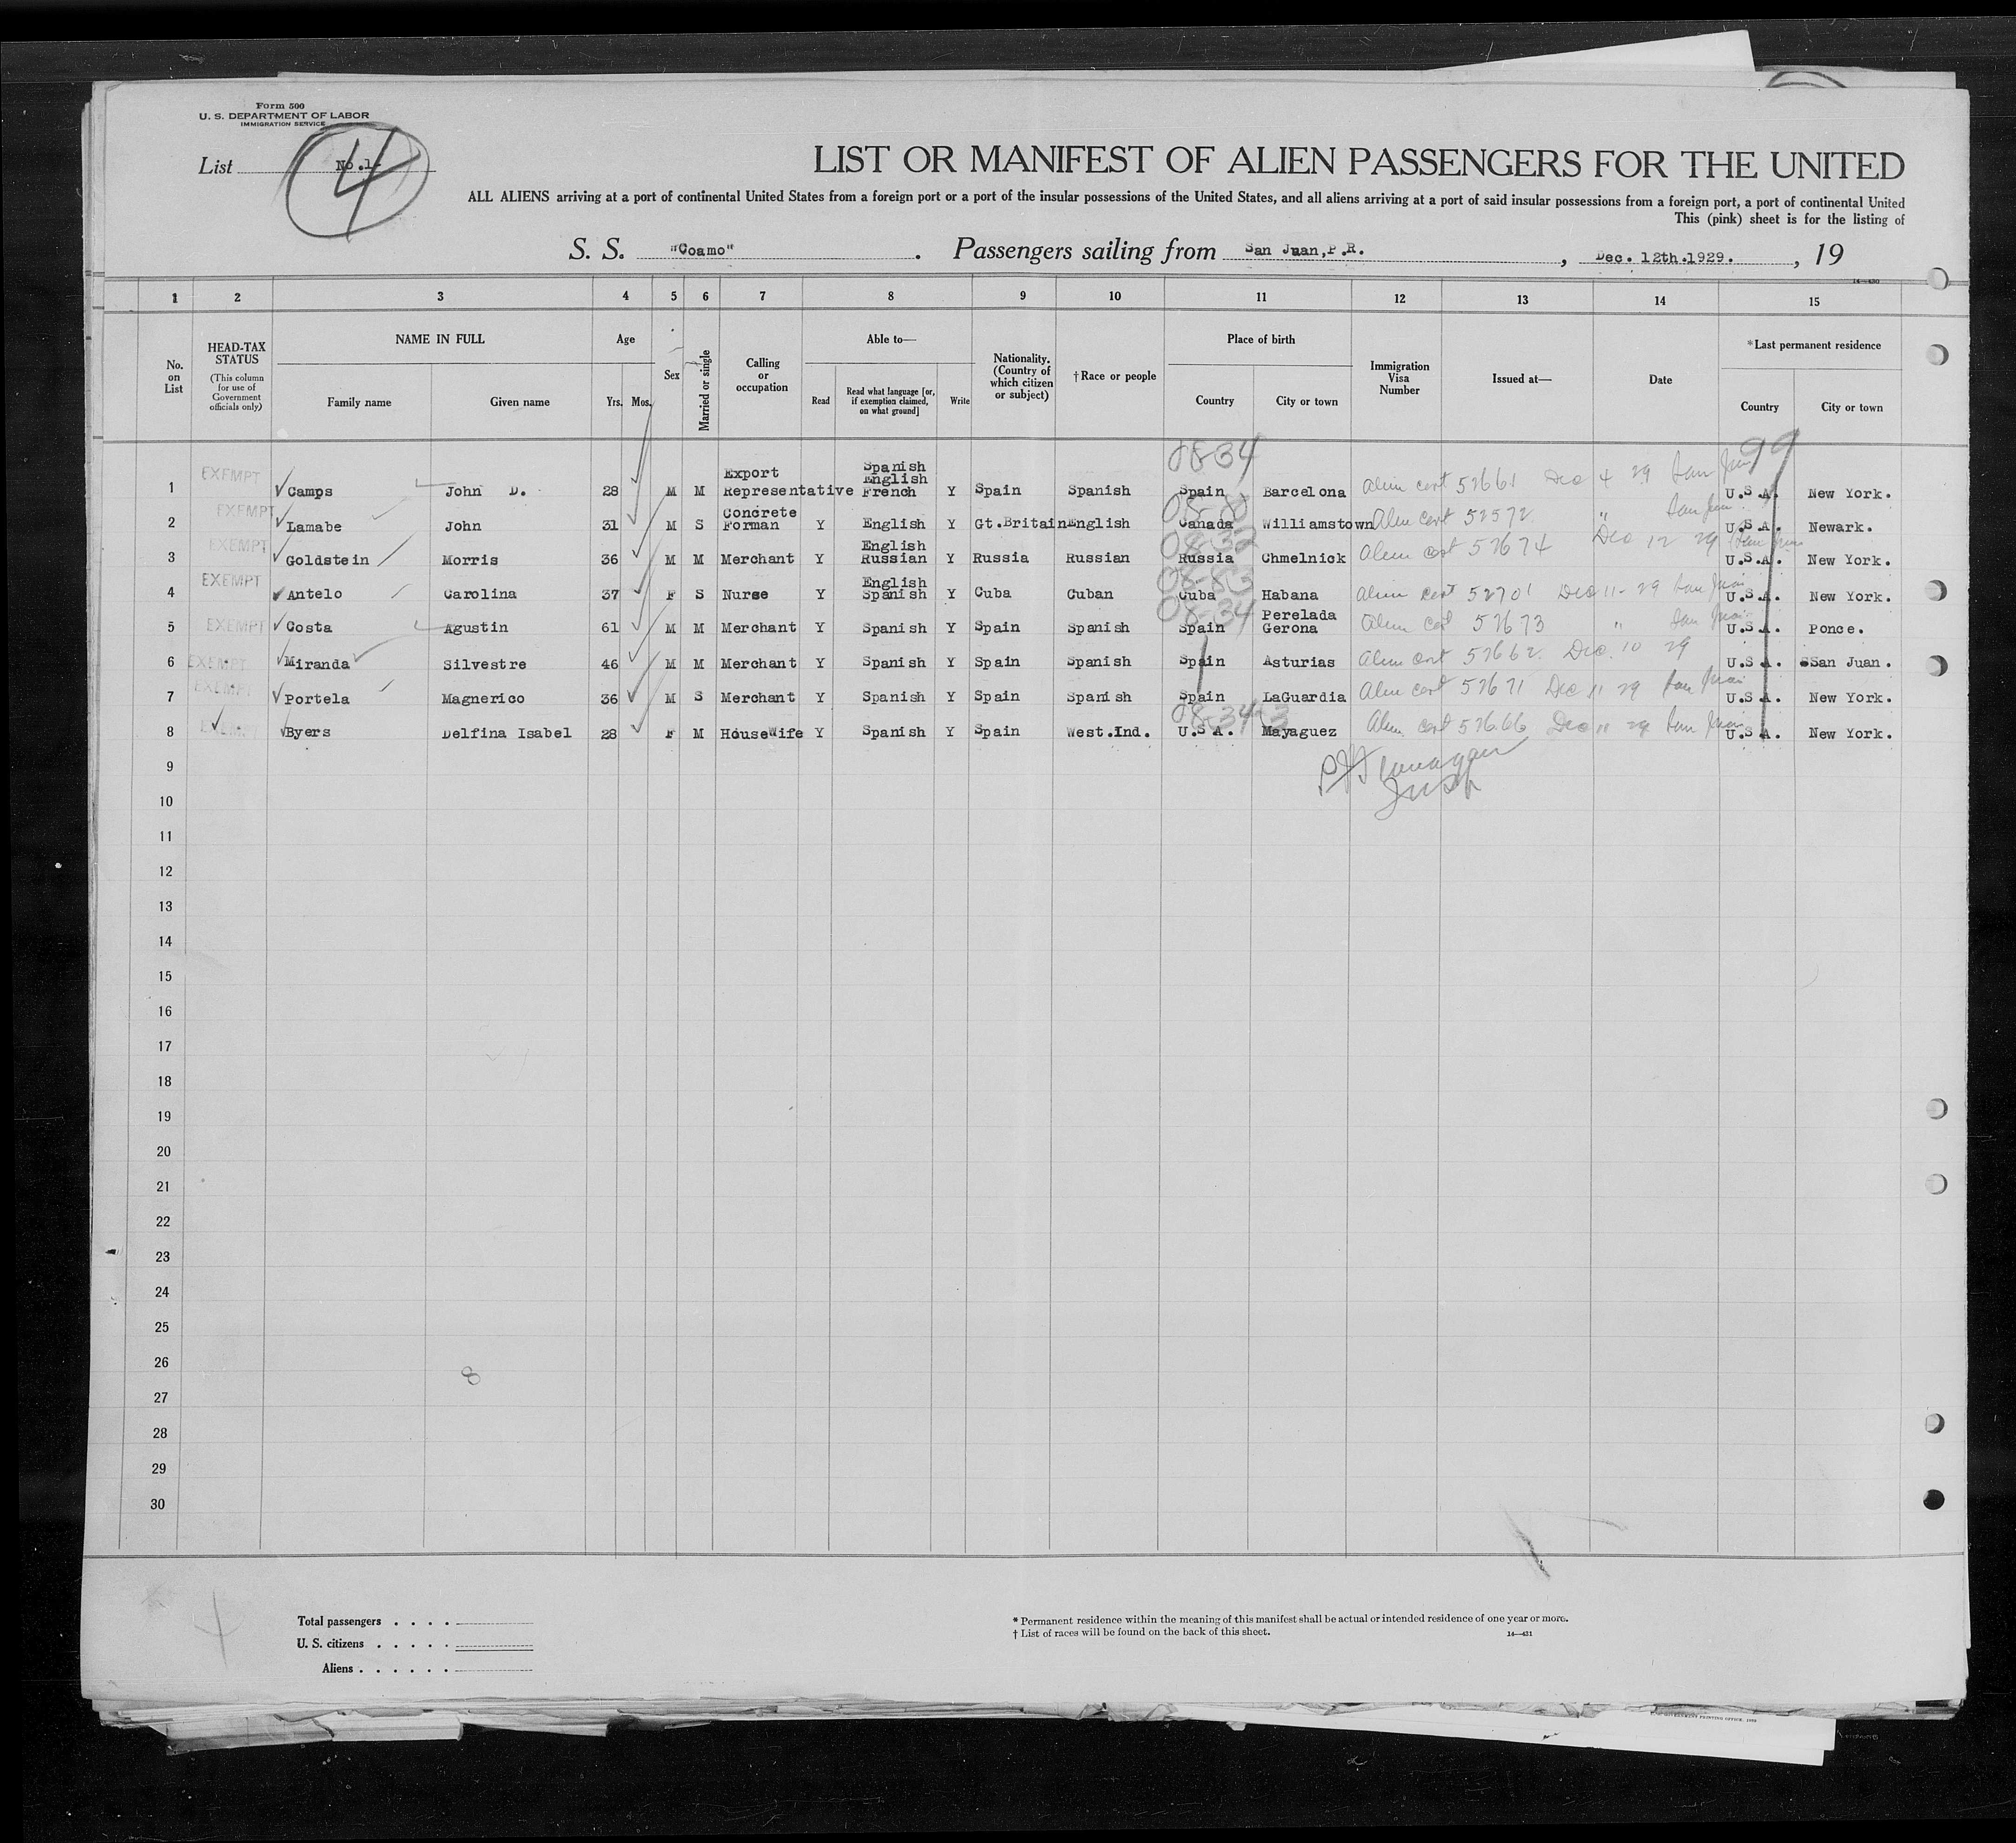 Form 500
U. S. DEPARTMENT OF LABOR
IMMIGRATION SERVICE
List No.1-
4
LIST OR MANIFEST OF ALIEN PASSENGERS FOR THE UNITED
ALL ALIENS arriving at a port of continental United States from a foreign port or a port of the insular possessions of the United States, and all aliens arriving at a port of said insular possessions from a foreign port, a port of continental United
This (pink) sheet is for the listing of
S. S. "Coamo". Passengers sailing from San Juan,P.R., Dec. 12th.1929., 19
14—430
1 2 3 4 5 6 7 8 9 10 11 12 13 14 15
No. on List
HEAD-TAX STATUS (This column for use of Government officials only)
NAME IN FULL
Family name Given name
Age
Yrs. Mos.
Sex
Married or single
Calling or occupation
Able to—
Read Read what language [or, if exemption claimed, on what ground] Write
Nationality. (Country of which citizen or subject)
†Race or people
Place of birth
Country City or town
Immigration Visa Number
Issued at—
Date
*Last permanent residence
Country City or town
99
08-34
1 EXEMPT Camps John D. 28 M M Export Representative Spanish English French Y Spain Spanish Spain Barcelona Alien cert 52661 Dec 4 29 San Juan U.S.A. New York.
2 EXEMPT Lamabe John 31 M S Concrete Forman Y English Y Gt.Britain English Canada Williamstown Alien cert 52572 " San Juan U.S.A. Newark.
3 EXEMPT Goldstein Morris 36 M M Merchant Y English Russian Y Russia Russian Russia Chmelnick Alien cert 52674 Dec 12 29 San Juan U.S.A. New York.
4 EXEMPT Antelo Carolina 37 F S Nurse Y English Spanish Y Cuba Cuban Cuba Habana Alien cert 52701 Dec 11-29 San Juan U.S.A. New York.
08-34
5 EXEMPT Costa Agustin 61 M M Merchant Y Spanish Y Spain Spanish Spain Perelada Gerona Alien cert 52673 " San Juan U.S.A. Ponce.
6 EXEMPT Miranda Silvestre 46 M M Merchant Y Spanish Y Spain Spanish Spain Asturias Alien cert 52662 Dec. 10 29 U.S.A. San Juan.
7 EXEMPT Portela Magnerico 36 M S Merchant Y Spanish Y Spain Spanish Spain LaGuardia Alien cert 52671 Dec 11 29 San Juan U.S.A. New York.
8 EXEMPT Byers Delfina Isabel 28 F M HouseWife Y Spanish Y Spain West.Ind. U.S.A. Mayaguez Alien cert 52666 Dec 11 29 San Juan U.S.A. New York.
9
10
11
12
13
14
15
16
17
18
19
20
21
22
23
24
25
26
8
27
28
29
30
Total passengers . . . .
U. S. citizens . . . . .
Aliens . . . . . .
* Permanent residence within the meaning of this manifest shall be actual or intended residence of one year or more.
† List of races will be found on the back of this sheet.
14—431